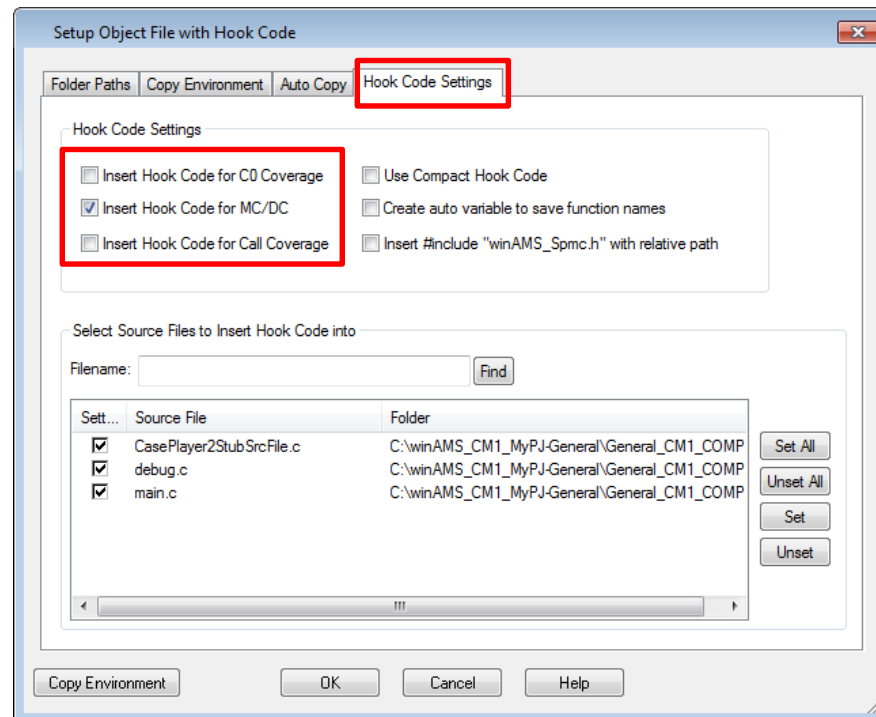 Setup Object File with Hook Code
Folder Paths Copy Environment Auto Copy Hook Code Settings
Hook Code Settings
Insert Hook Code for C0 Coverage Use Compact Hook Code
Insert Hook Code for MC/DC Create auto variable to save function names
Insert Hook Code for Call Coverage Insert #include "winAMS_Spmc.h" with relative path
Select Source Files to Insert Hook Code into
Filename: Find
Sett... Source File Folder
CasePlayer2StubSrcFile.c C:\winAMS_CM1_MyPJ-General\General_CM1_COMP
debug.c C:\winAMS_CM1_MyPJ-General\General_CM1_COMP
main.c C:\winAMS_CM1_MyPJ-General\General_CM1_COMP
Set All
Unset All
Set
Unset
Copy Environment OK Cancel Help